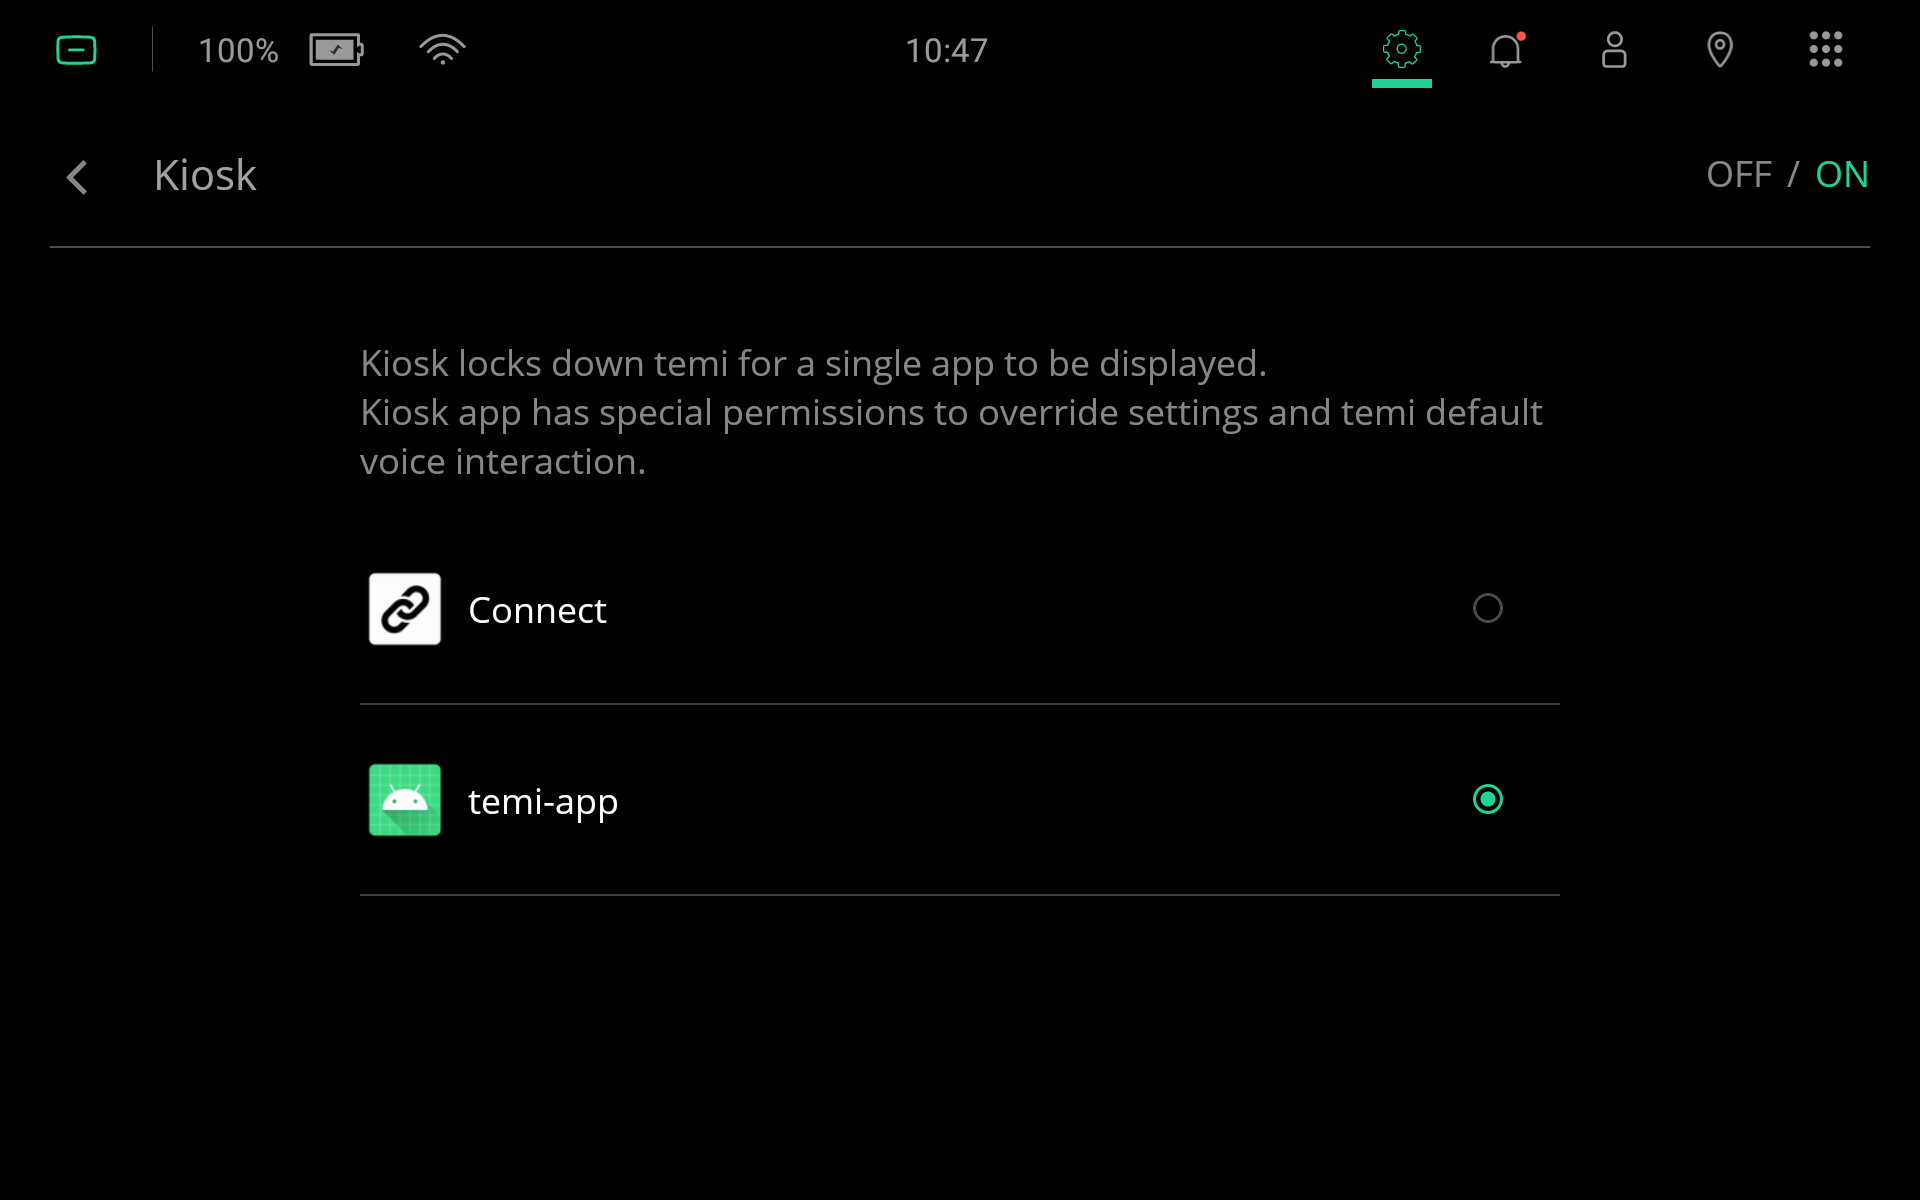 100%
10:47
Kiosk
OFF / ON
Kiosk locks down temi for a single app to be displayed.
Kiosk app has special permissions to override settings and temi default
voice interaction.
Connect
temi-app